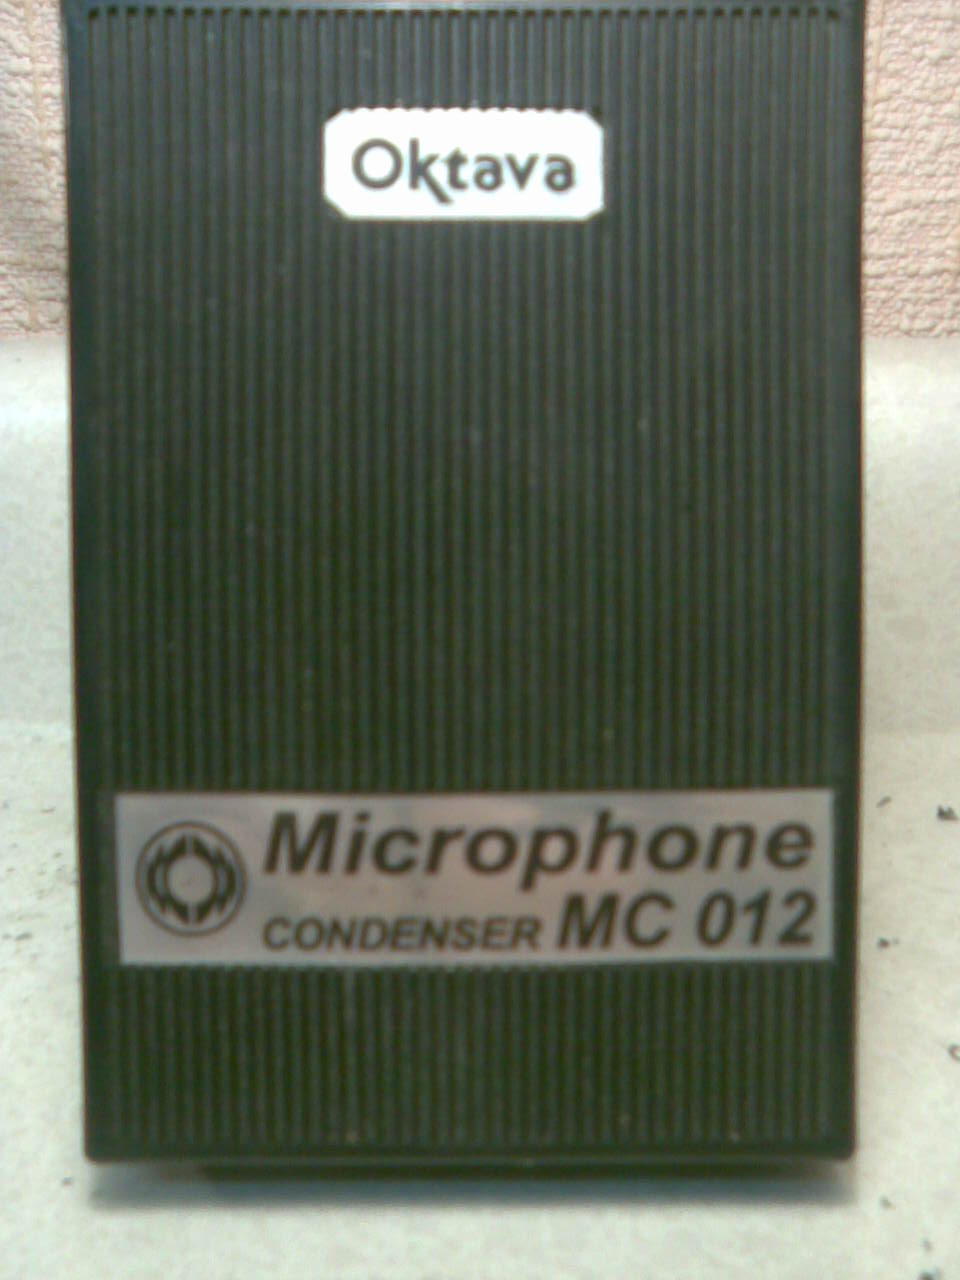 Oktava
Microphone
CONDENSER MC 012